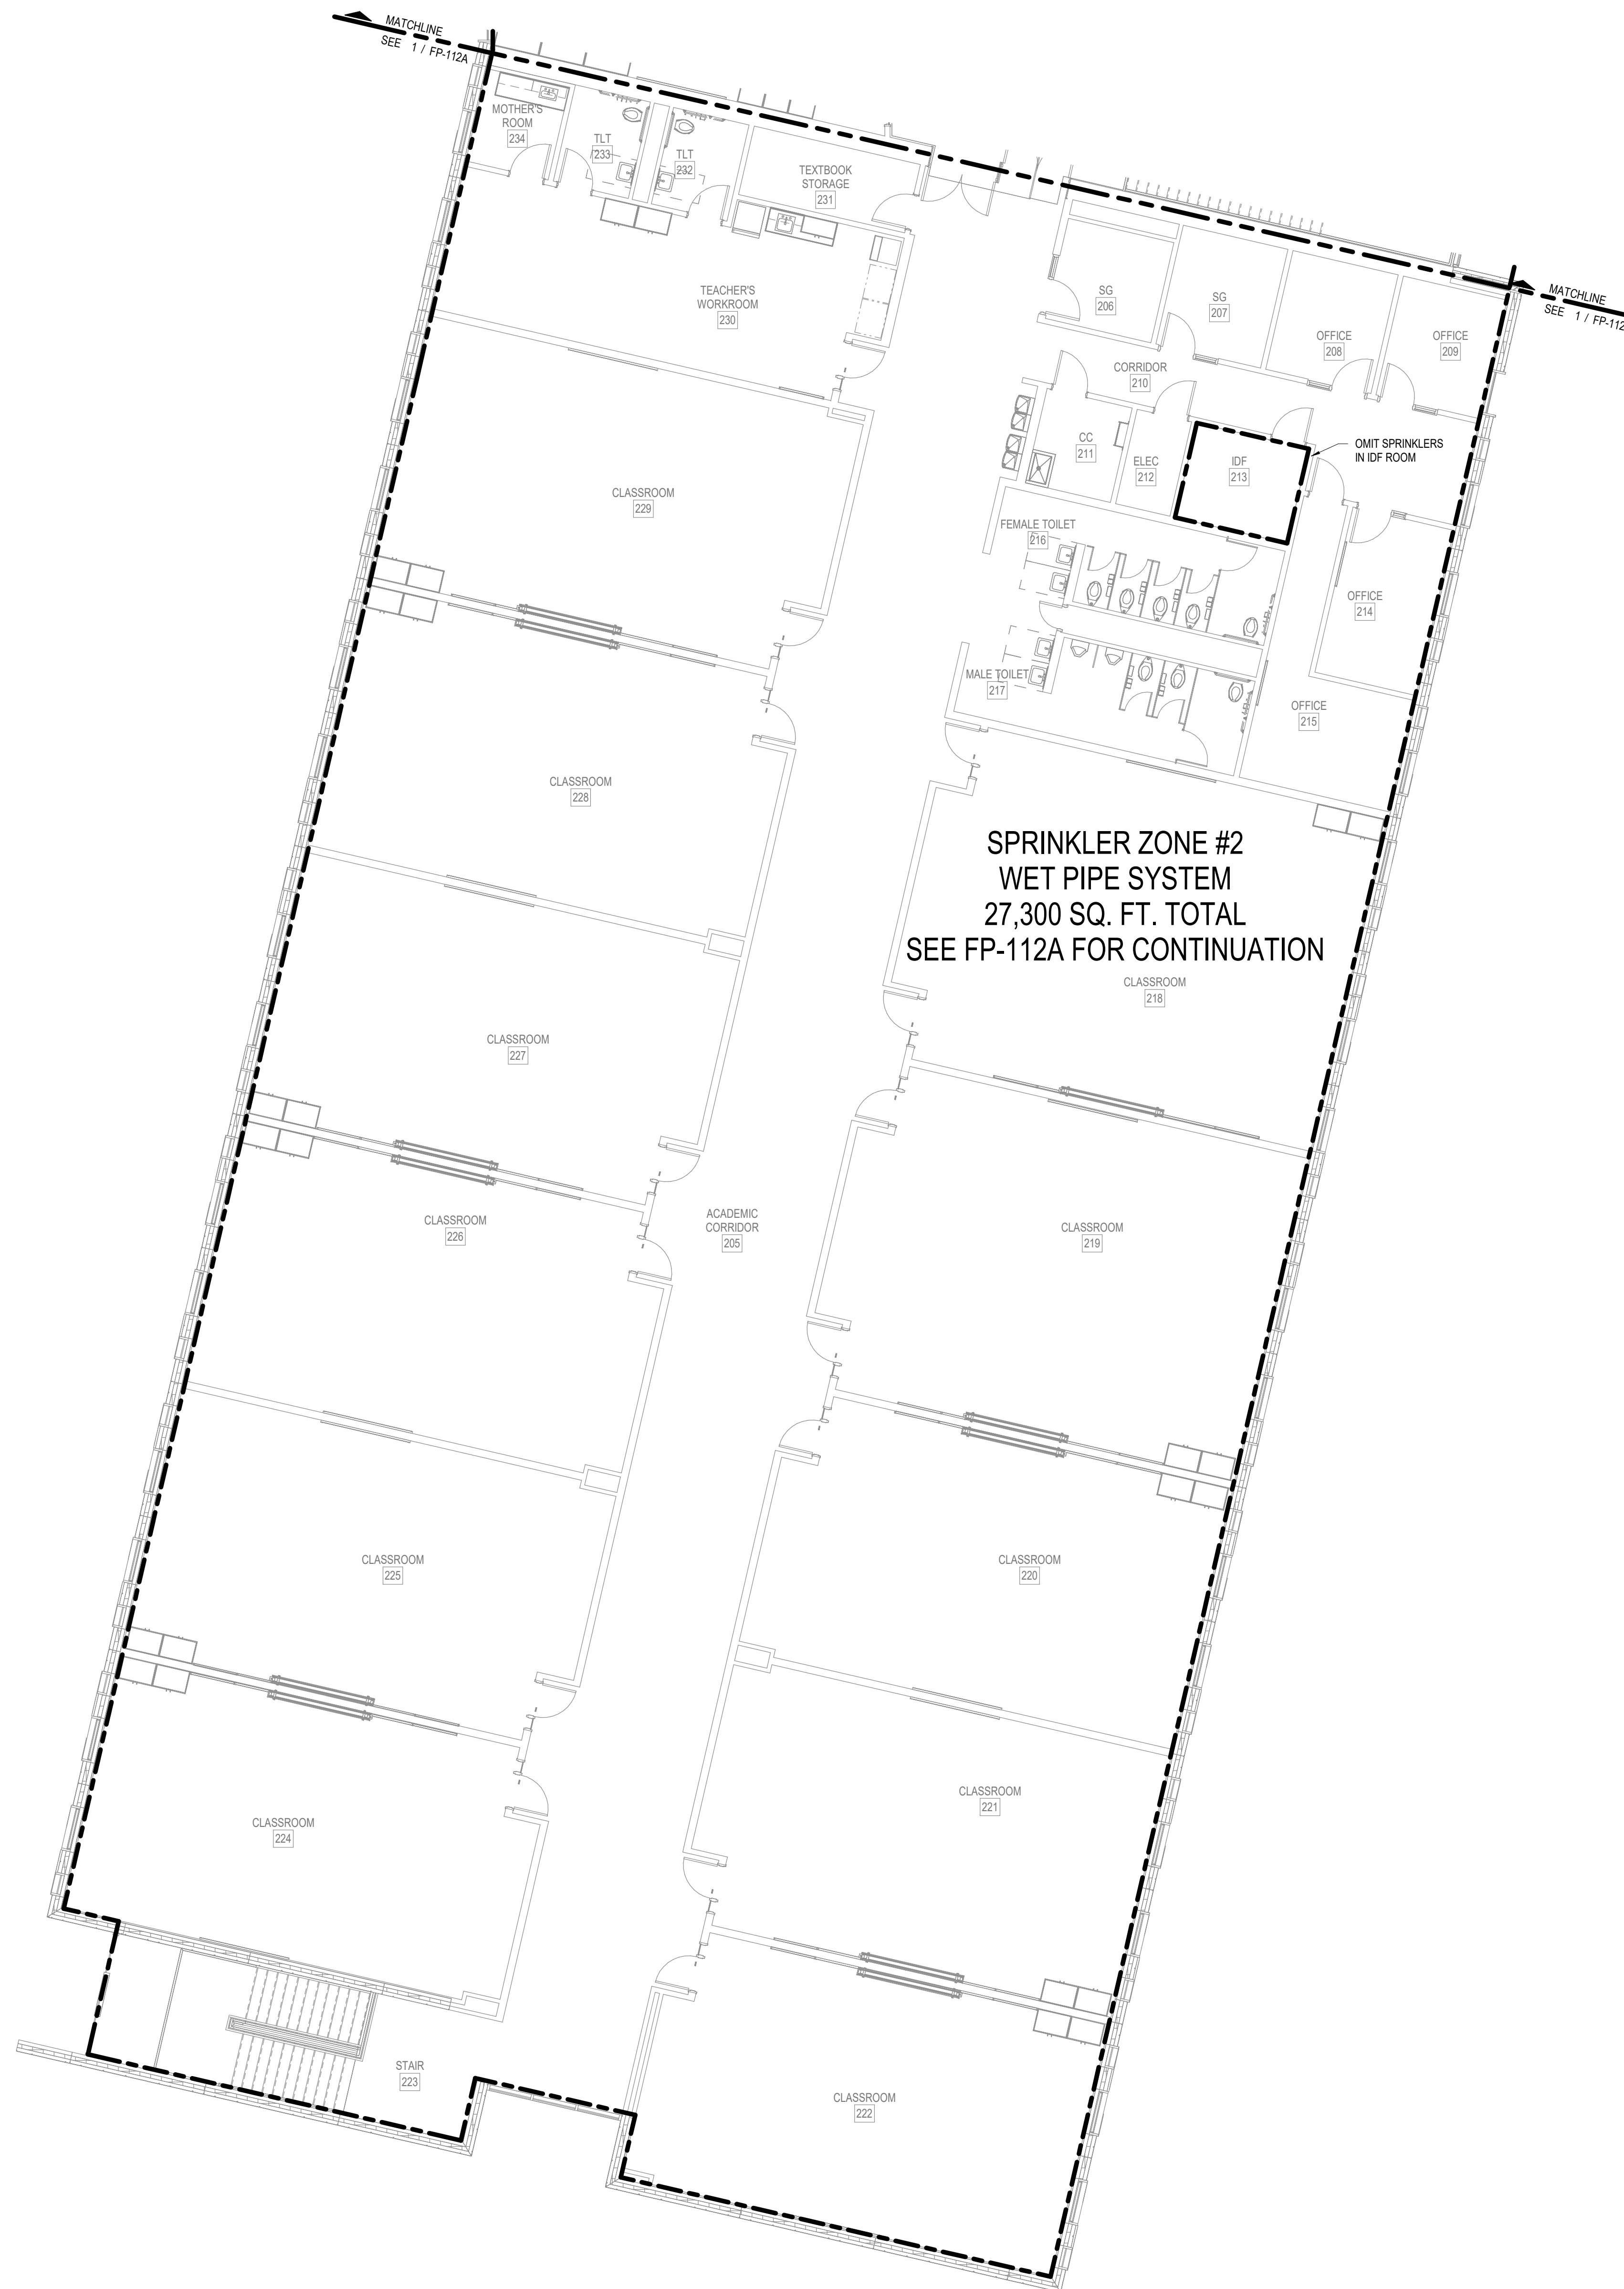 MATCHLINE
SEE 1 / FP-112A
MOTHER'S
ROOM
234
TLT
233
TLT
232
TEXTBOOK
STORAGE
231
TEACHER'S
WORKROOM
230
SG
206
SG
207
OFFICE
208
OFFICE
209
MATCHLINE
SEE 1 / FP-112
CORRIDOR
210
CC
211
ELEC
212
IDF
213
OMIT SPRINKLERS
IN IDF ROOM
CLASSROOM
229
FEMALE TOILET
216
OFFICE
214
MALE TOILET
217
OFFICE
215
CLASSROOM
228
SPRINKLER ZONE #2
WET PIPE SYSTEM
27,300 SQ. FT. TOTAL
SEE FP-112A FOR CONTINUATION
CLASSROOM
218
CLASSROOM
227
ACADEMIC
CORRIDOR
205
CLASSROOM
226
CLASSROOM
219
CLASSROOM
225
CLASSROOM
220
CLASSROOM
221
CLASSROOM
224
STAIR
223
CLASSROOM
222